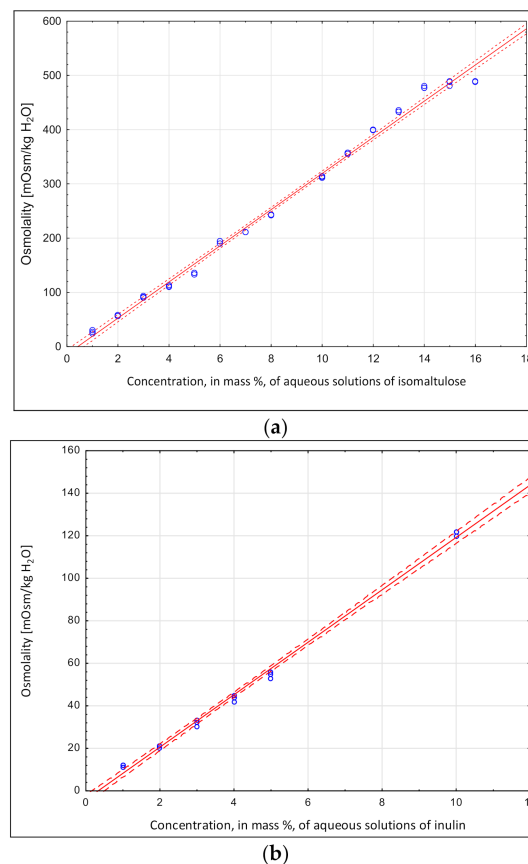 600
500
400
300
200
100
0
Osmolality [mOsm/kg H₂O]
0 2 4 6 8 10 12 14 16 18
Concentration, in mass %, of aqueous solutions of isomaltulose
(a)
160
140
120
100
80
60
40
20
0
Osmolality [mOsm/kg H₂O]
0 2 4 6 8 10 12
Concentration, in mass %, of aqueous solutions of inulin
(b)